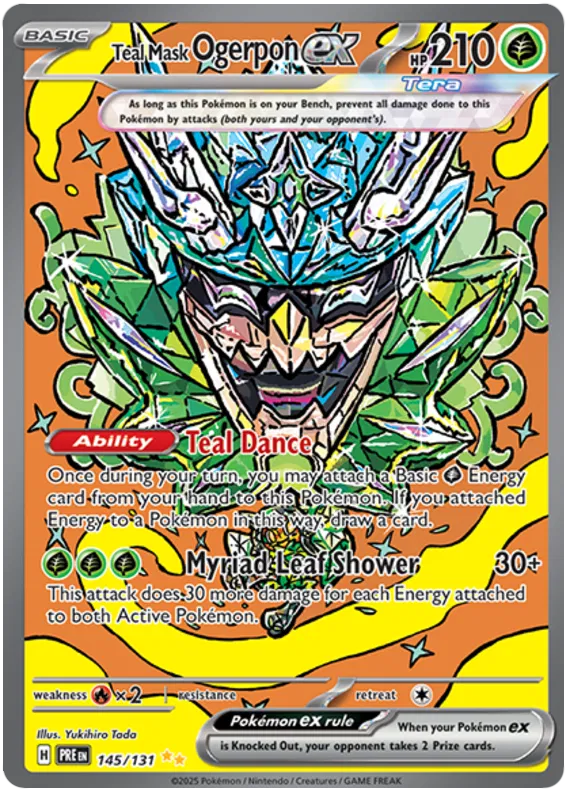 BASIC
Teal Mask Ogerpon ex HP 210
Tera
As long as this Pokémon is on your Bench, prevent all damage done to this
Pokémon by attacks (both yours and your opponent's).
Ability Teal Dance
Once during your turn, you may attach a Basic Energy
card from your hand to this Pokémon. If you attached
Energy to a Pokémon in this way, draw a card.
Myriad Leaf Shower 30+
This attack does 30 more damage for each Energy attached
to both Active Pokémon.
weakness ×2 resistance retreat
Illus. Yukihiro Tada
Pokémon ex rule
When your Pokémon ex
is Knocked Out, your opponent takes 2 Prize cards.
H PRE EN 145/131
©2025 Pokémon / Nintendo / Creatures / GAME FREAK